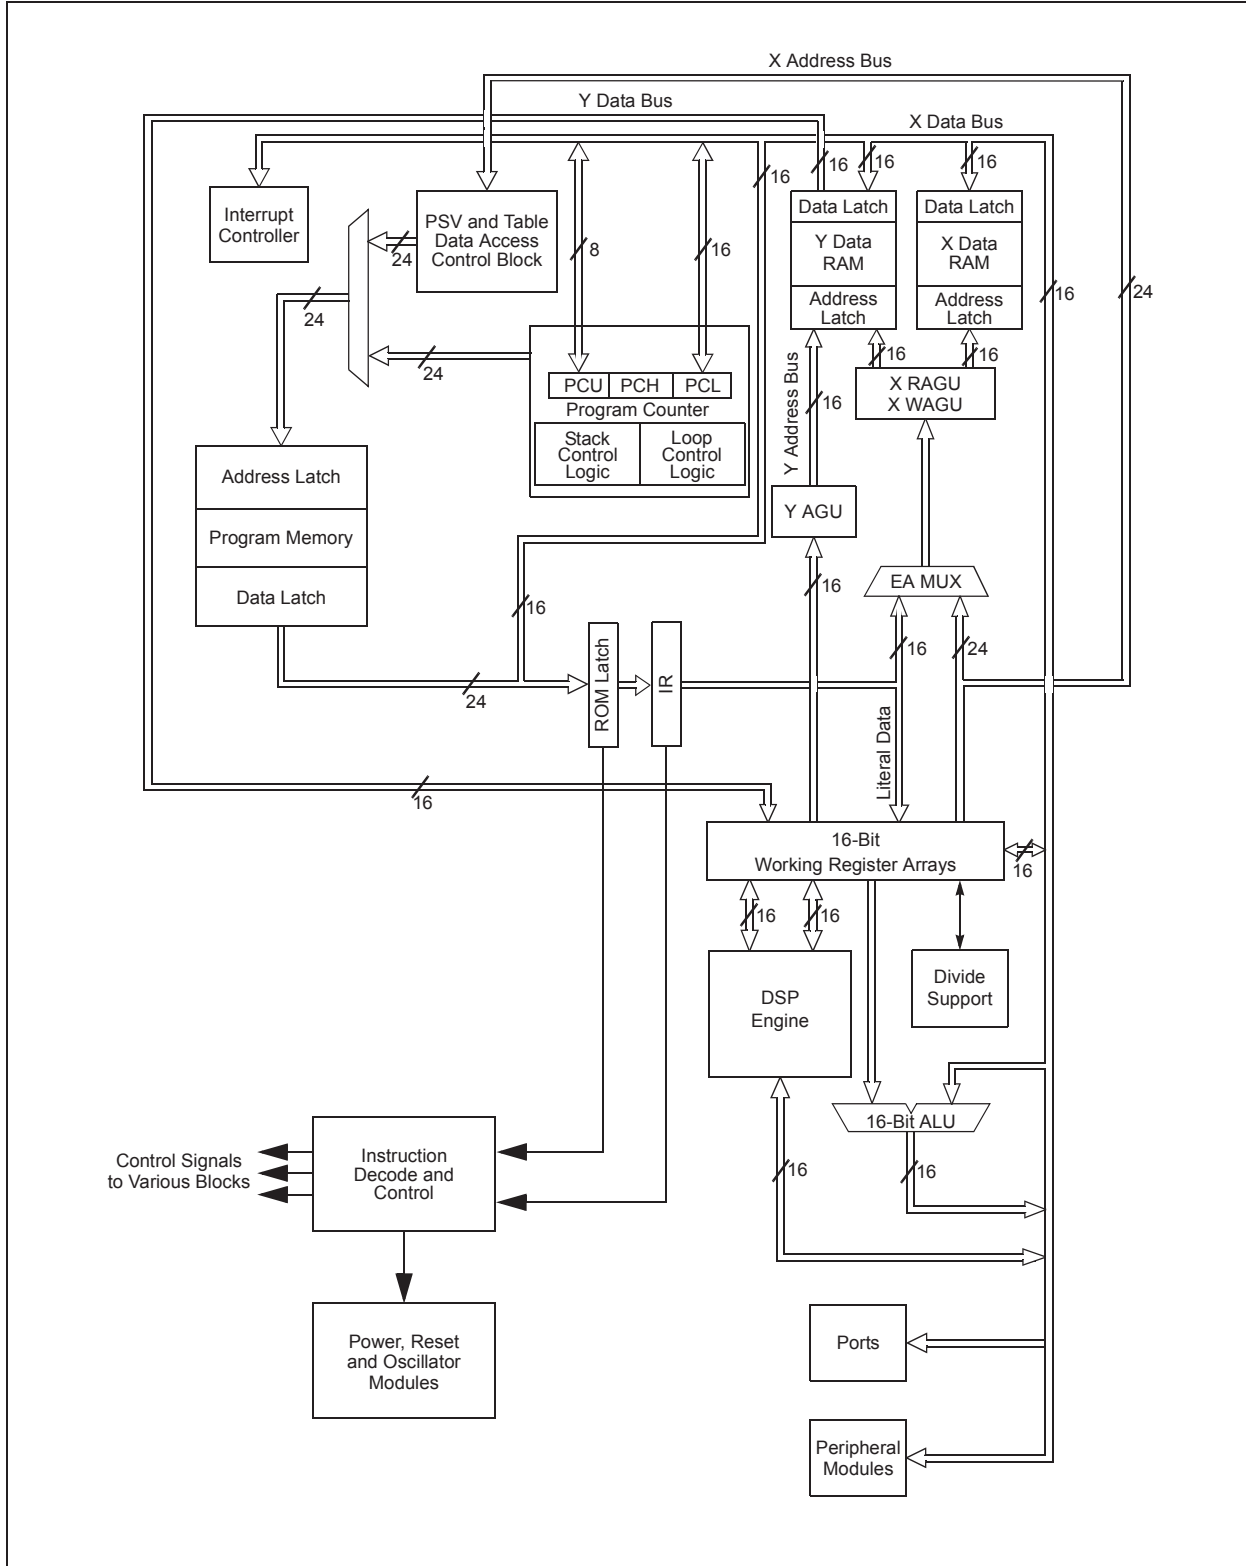 X Address Bus
Y Data Bus
X Data Bus
16
16
16
16
Interrupt
Controller
PSV and Table
Data Access
Control Block
24
8
16
Data Latch
Y Data
RAM
Address
Latch
Data Latch
X Data
RAM
Address
Latch
16
24
24
24
16
16
X RAGU
X WAGU
PCU
PCH
PCL
Program Counter
Stack
Control
Logic
Loop
Control
Logic
Y Address Bus
16
Address Latch
Program Memory
Data Latch
Y AGU
16
EA MUX
16
16
24
24
ROM Latch
IR
Literal Data
16
16-Bit
Working Register Arrays
16
16
16
DSP
Engine
Divide
Support
16-Bit ALU
16
16
Control Signals
to Various Blocks
Instruction
Decode and
Control
Power, Reset
and Oscillator
Modules
Ports
Peripheral
Modules